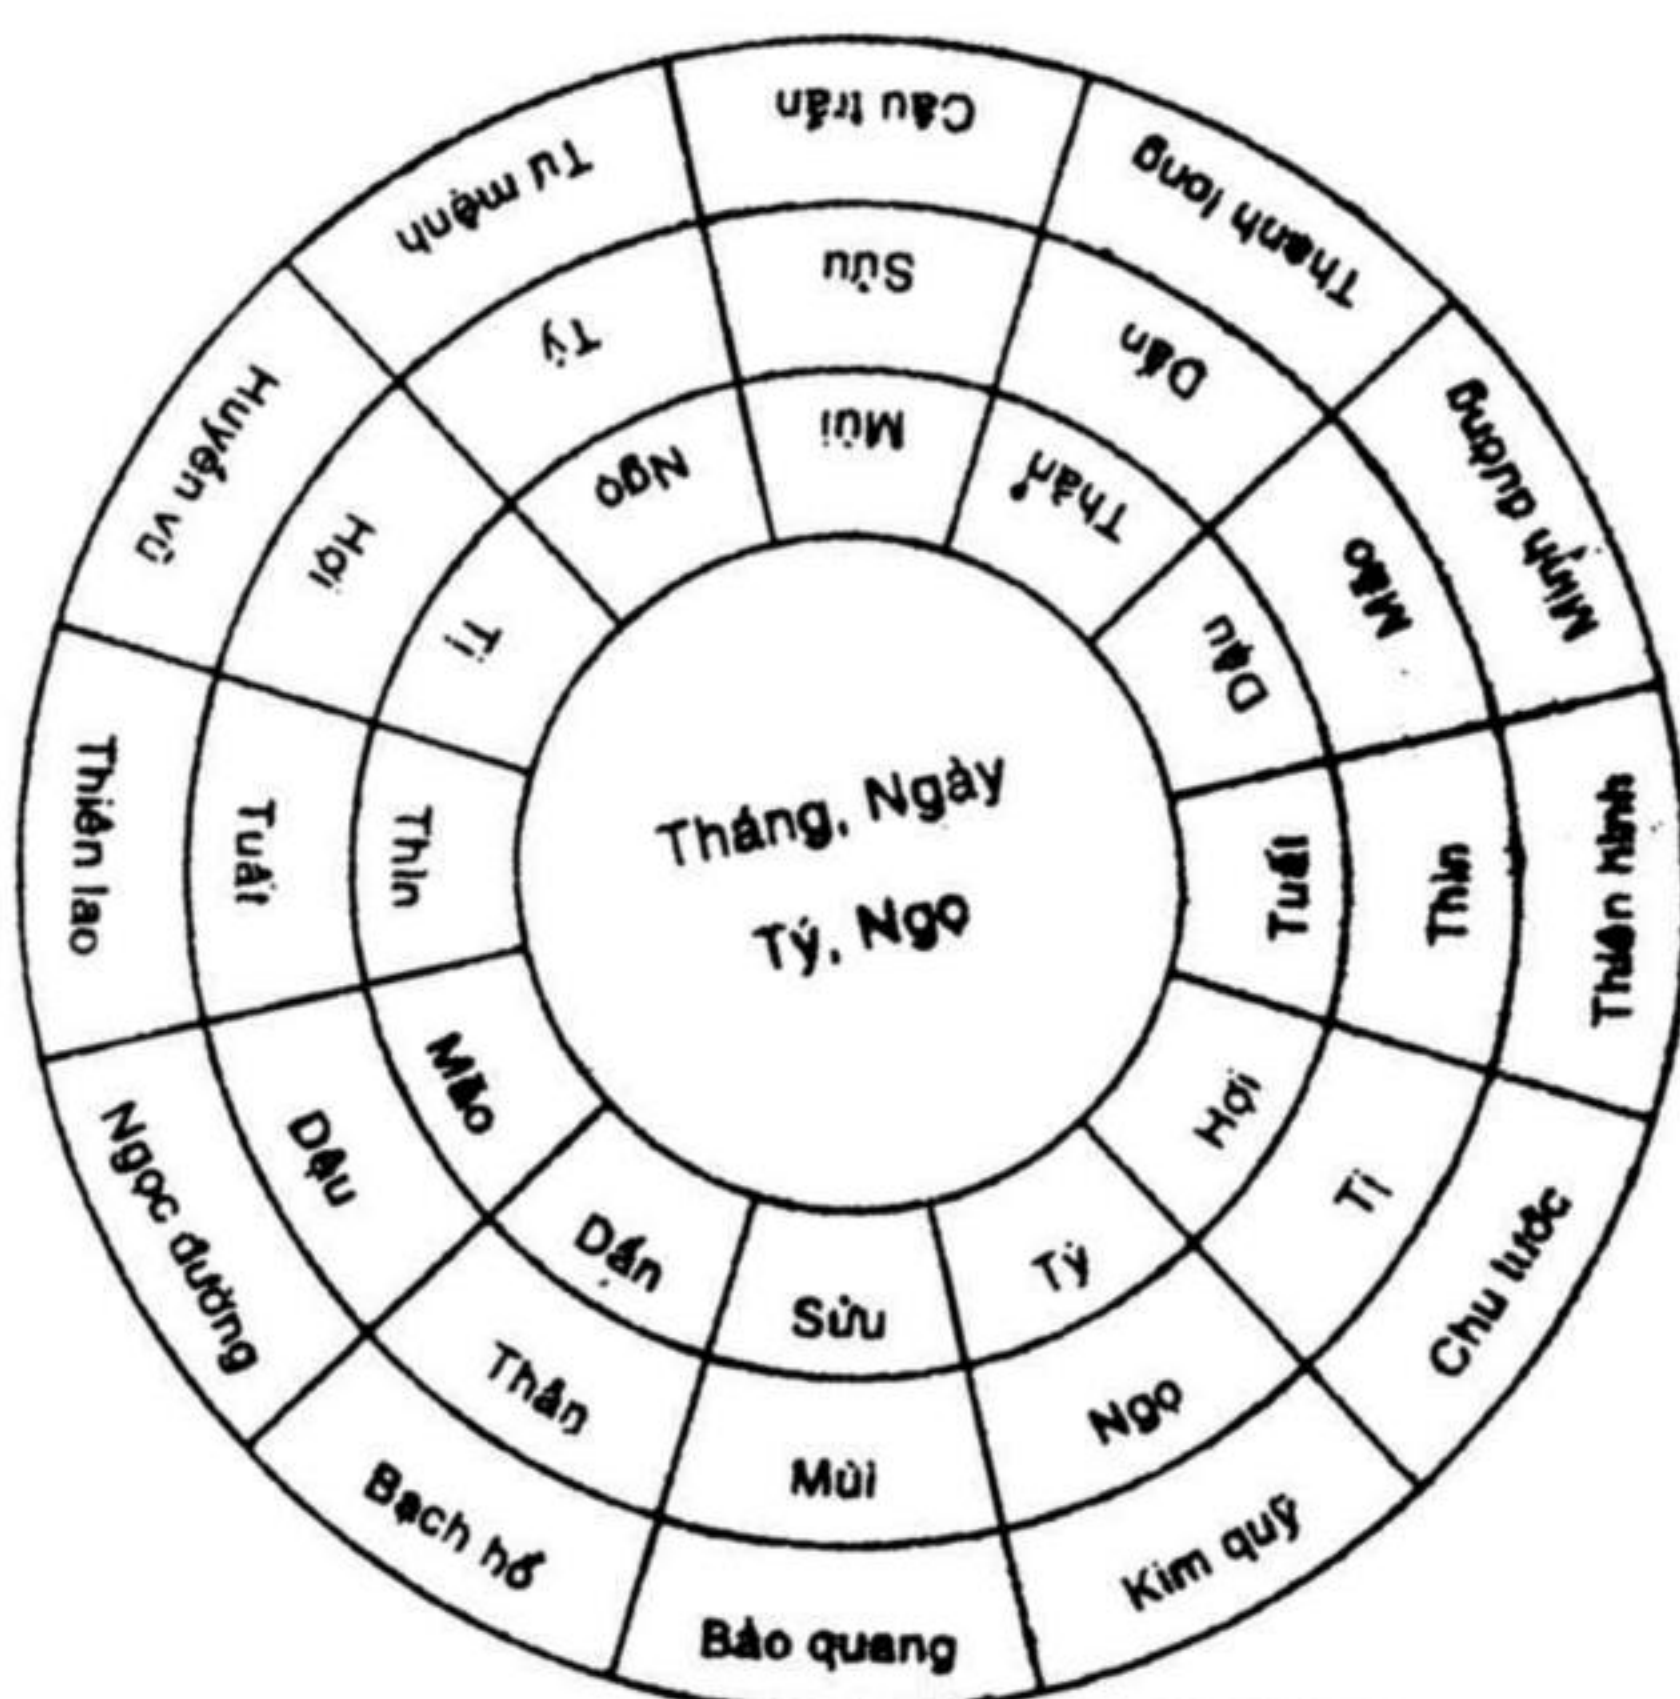 Tháng, Ngày
Tý, Ngọ
Câu trần
Thanh long
Minh đường
Thiên hình
Chu tước
Kim quỹ
Bảo quang
Bạch hổ
Ngọc đường
Thiên lao
Huyền vũ
Tư mệnh
Sửu
Dần
Mão
Thìn
Tị
Ngọ
Mùi
Thân
Dậu
Tuất
Hợi
Tý
Mùi
Thân
Dậu
Tuất
Hợi
Tý
Sửu
Dần
Mão
Thìn
Tị
Ngọ